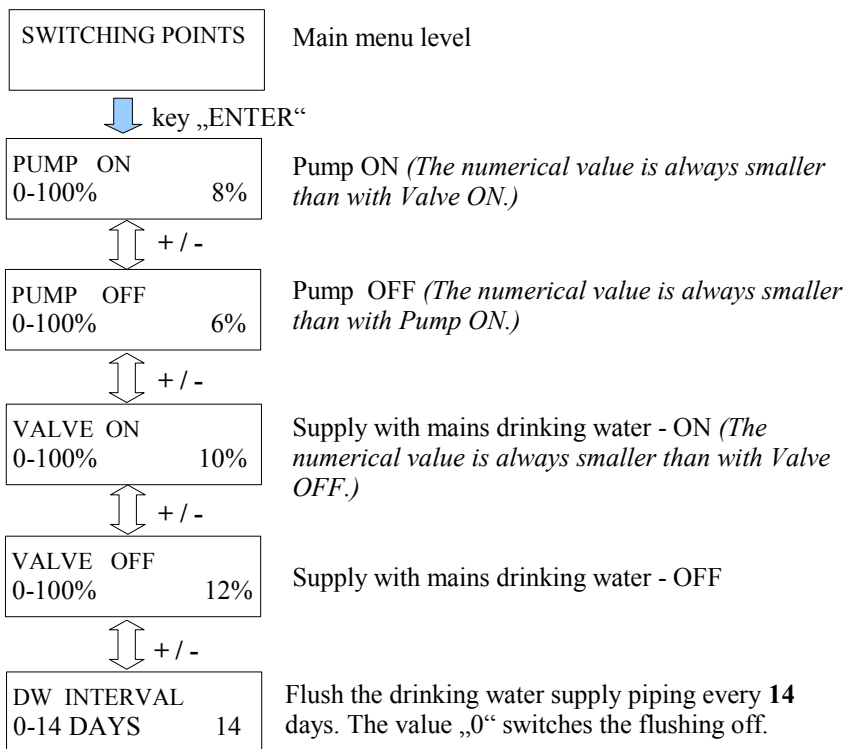 SWITCHING POINTS
Main menu level
key „ENTER“
PUMP ON
0-100% 8%
Pump ON (The numerical value is always smaller
than with Valve ON.)
+ / -
PUMP OFF
0-100% 6%
Pump OFF (The numerical value is always smaller
than with Pump ON.)
+ / -
VALVE ON
0-100% 10%
Supply with mains drinking water - ON (The
numerical value is always smaller than with Valve
OFF.)
+ / -
VALVE OFF
0-100% 12%
Supply with mains drinking water - OFF
+ / -
DW INTERVAL
0-14 DAYS 14
Flush the drinking water supply piping every 14
days. The value „0“ switches the flushing off.